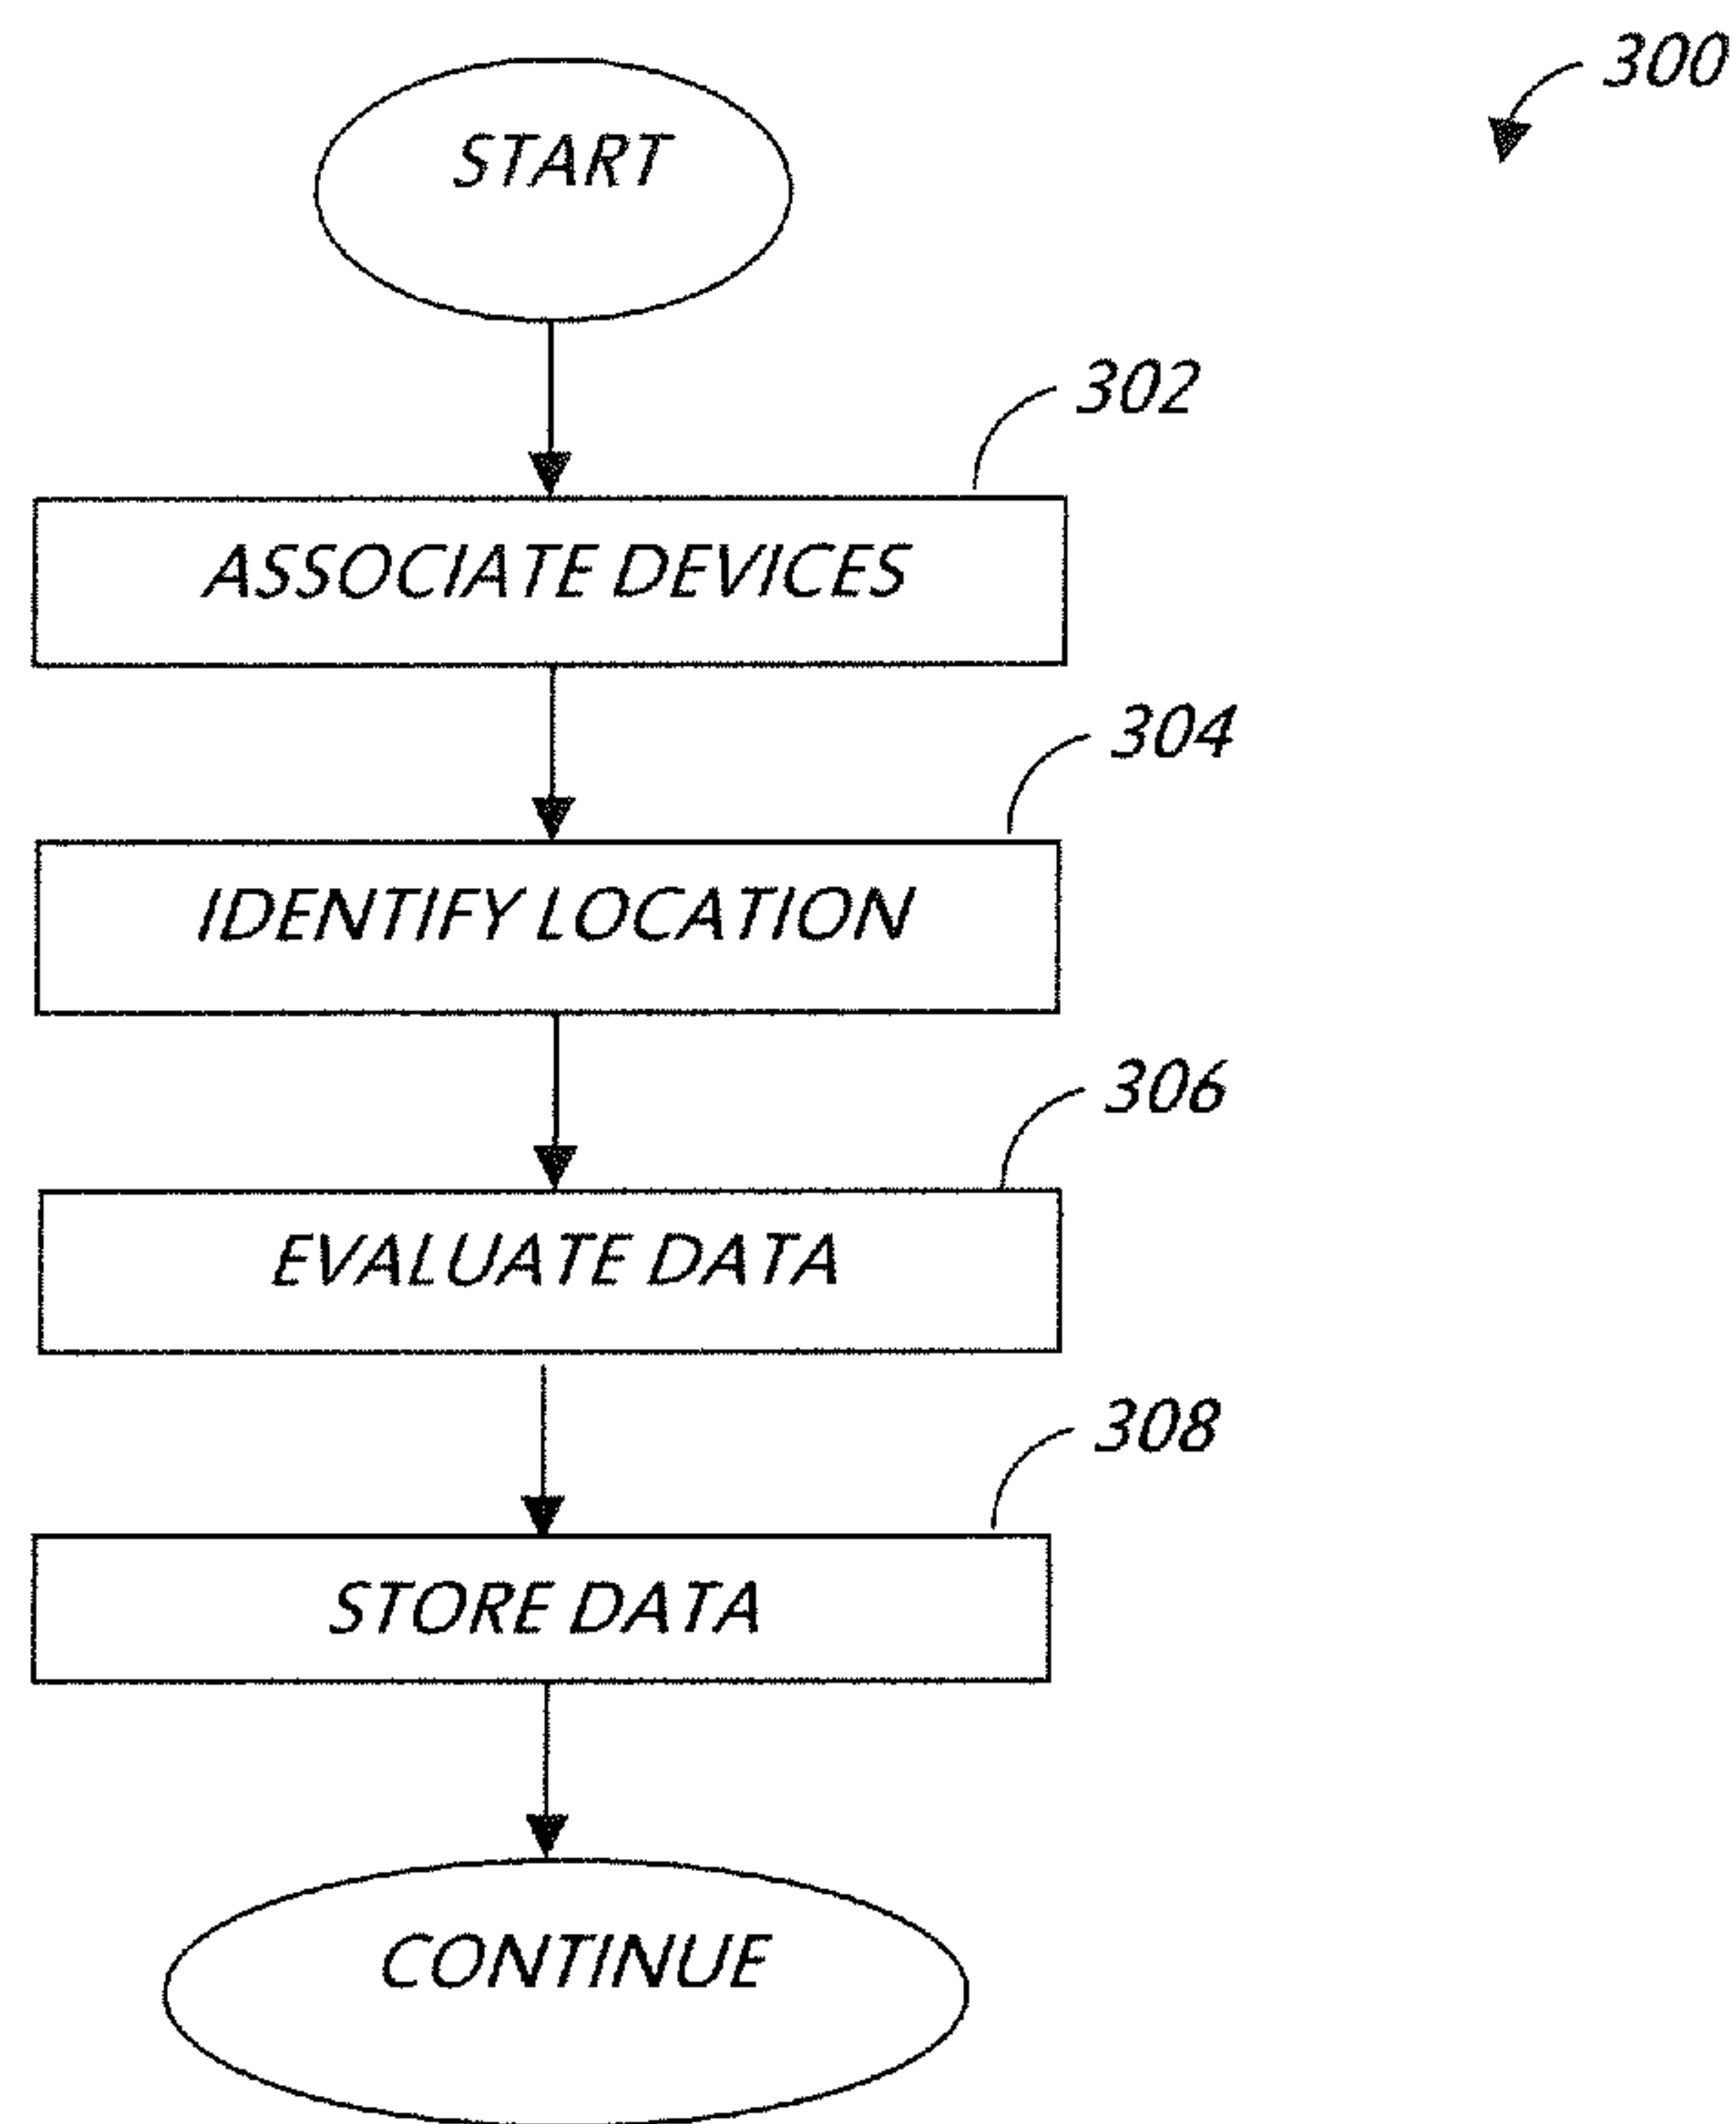 300
START
302
ASSOCIATE DEVICES
304
IDENTIFY LOCATION
306
EVALUATE DATA
308
STORE DATA
CONTINUE